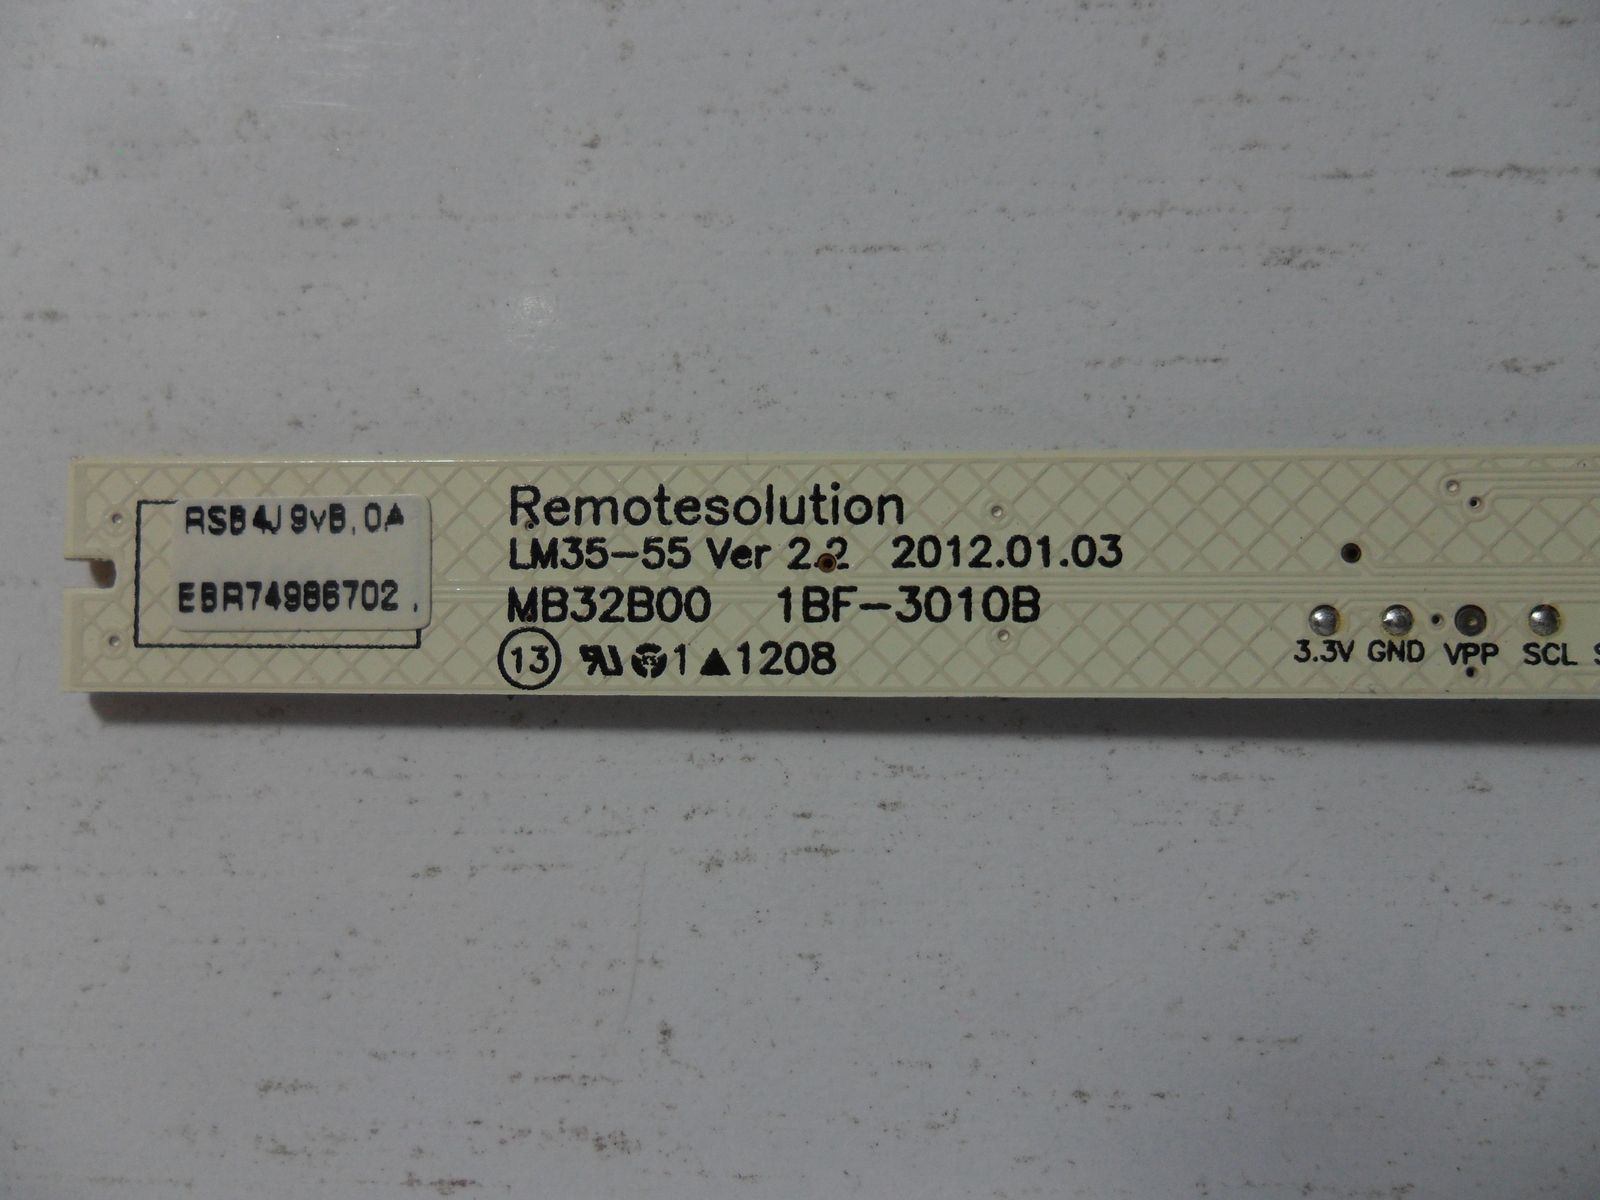 RSB4J9vB.0A
EBR74986702.
Remotesolution
LM35-55 Ver 2.2 2012.01.03
MB32B00 1BF-3010B
13 1▲1208
3.3V GND VPP SCL